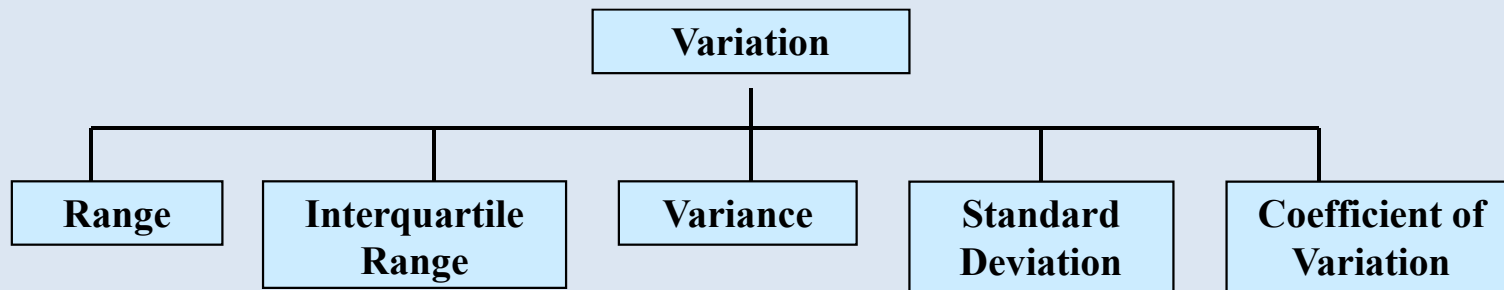 Variation
Range
Interquartile
Range
Variance
Standard
Deviation
Coefficient of
Variation